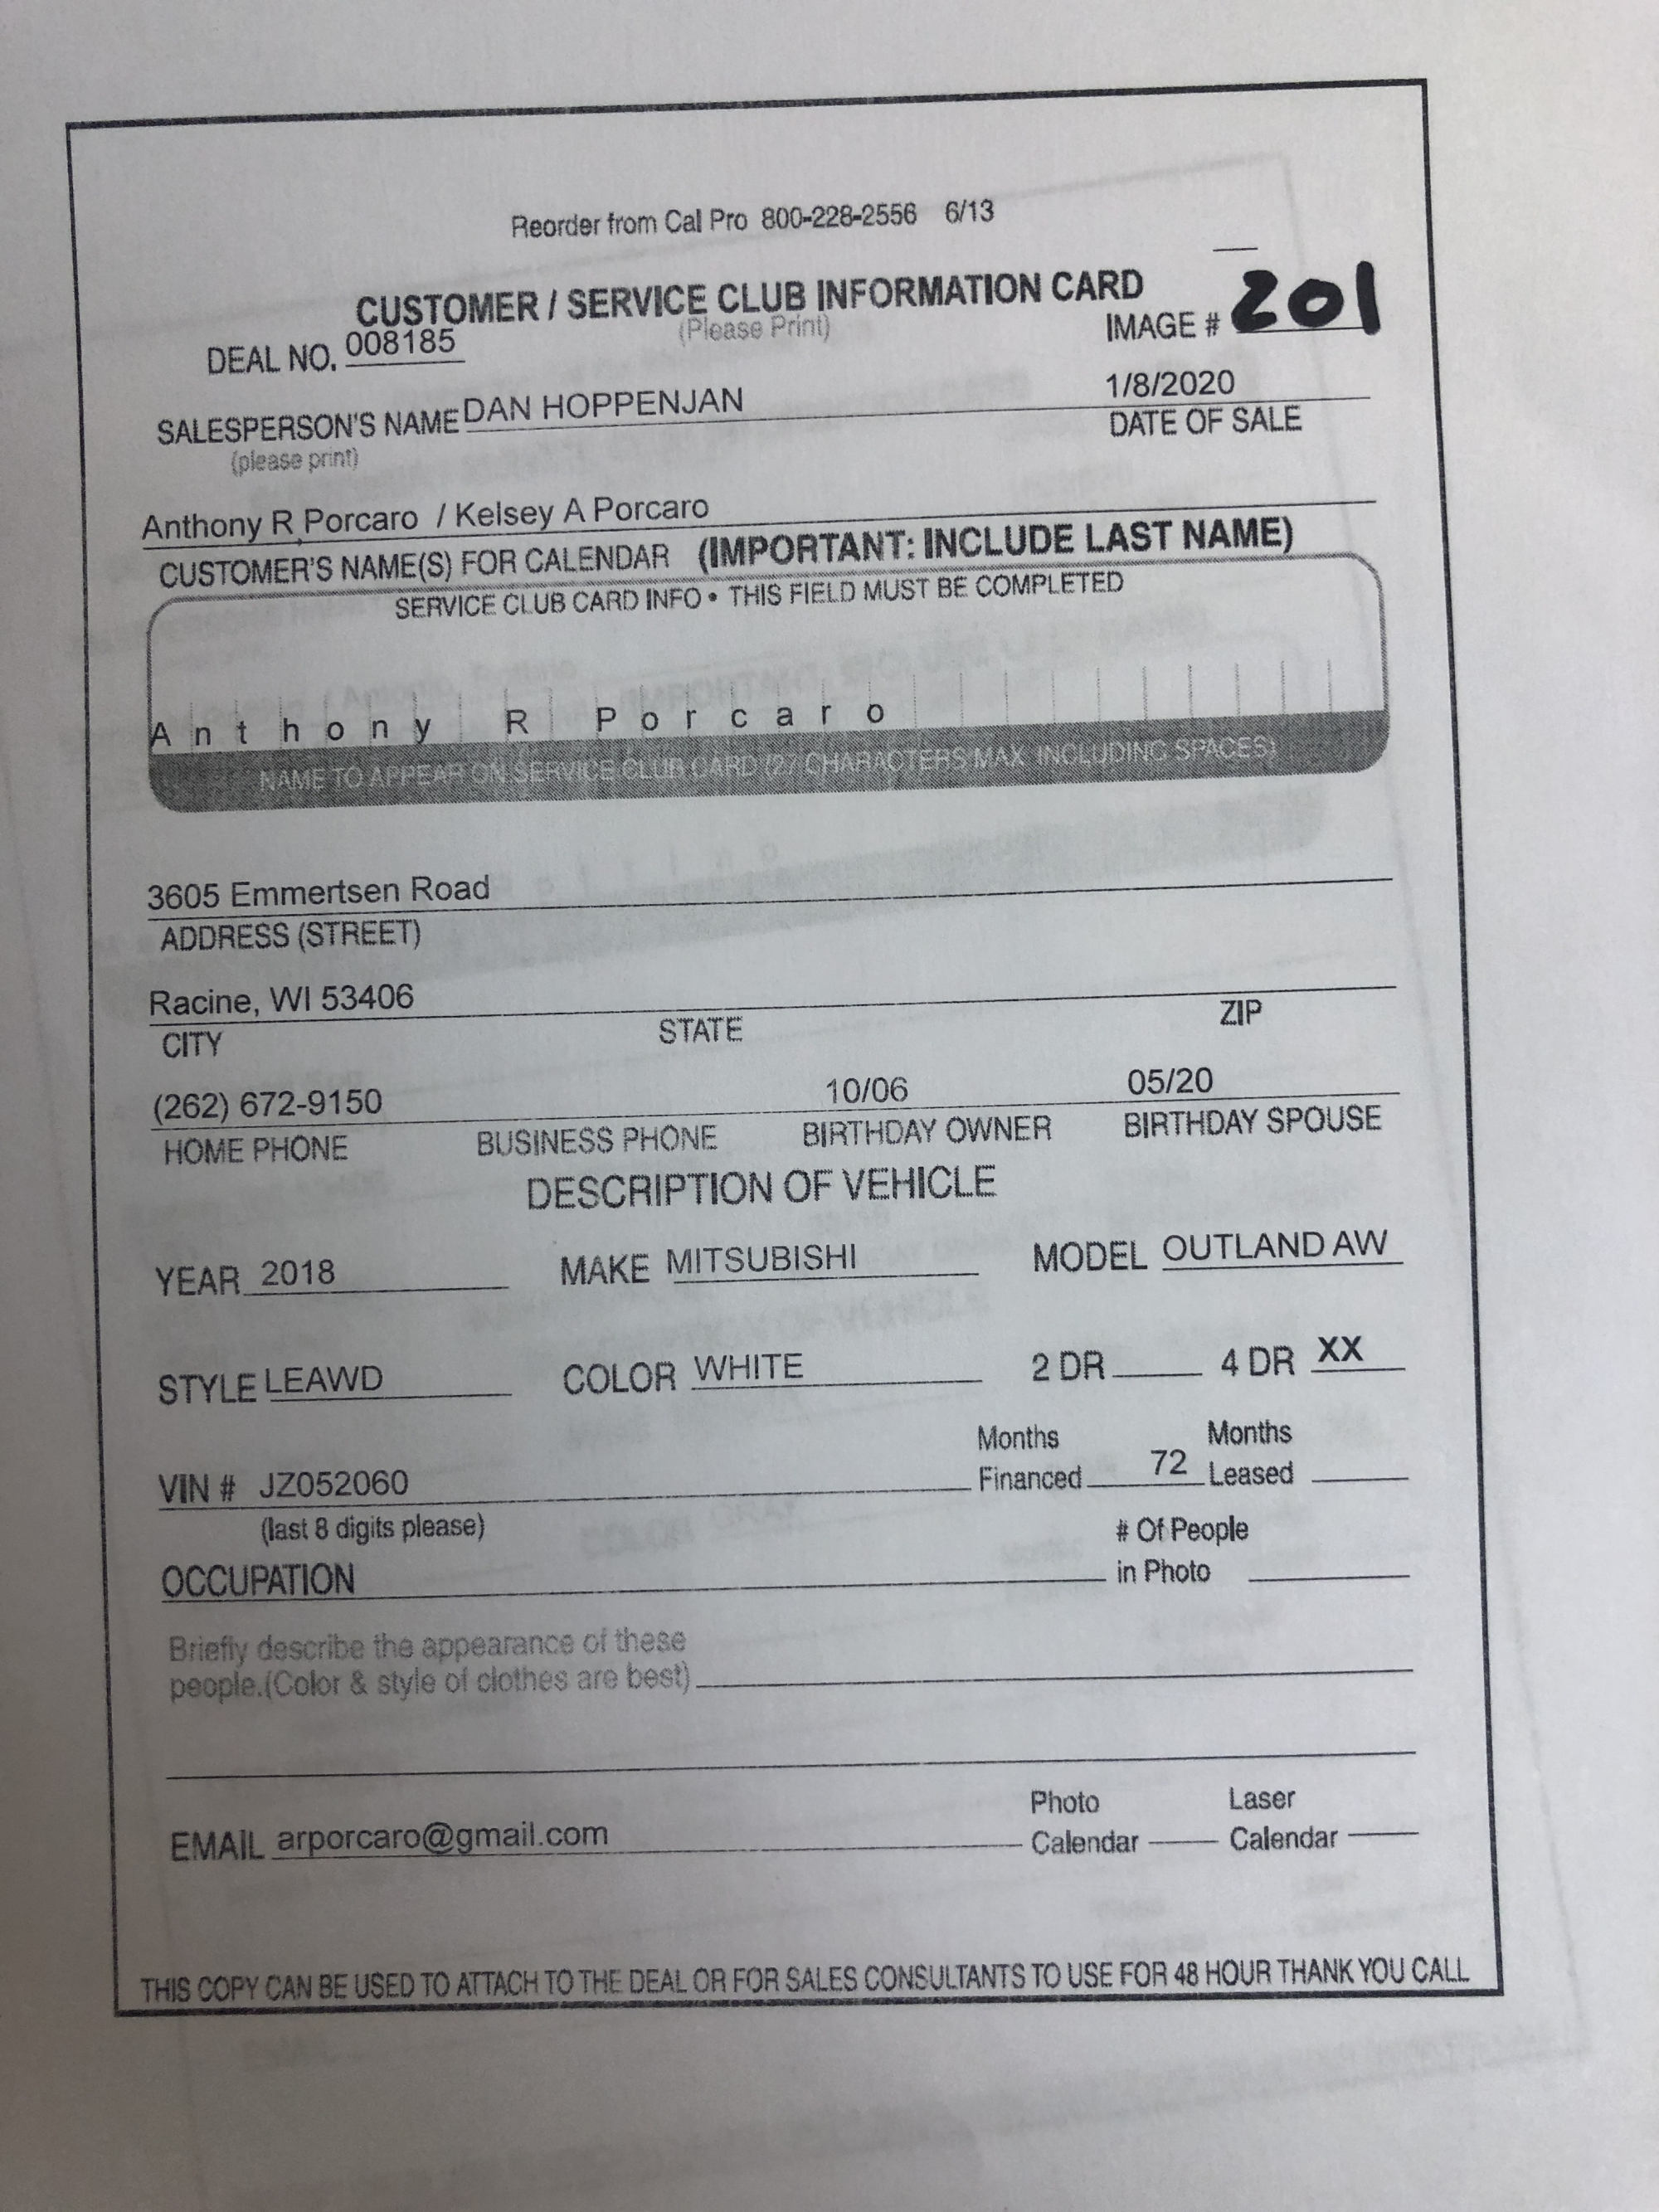 Reorder from Cal Pro 800-228-2556 6/13
CUSTOMER / SERVICE CLUB INFORMATION CARD
(Please Print)
DEAL NO. 008185 IMAGE # 201
SALESPERSON'S NAME DAN HOPPENJAN 1/8/2020
(please print) DATE OF SALE
Anthony R Porcaro / Kelsey A Porcaro
CUSTOMER'S NAME(S) FOR CALENDAR (IMPORTANT: INCLUDE LAST NAME)
SERVICE CLUB CARD INFO • THIS FIELD MUST BE COMPLETED
Anthony R Porcaro
NAME TO APPEAR ON SERVICE CLUB CARD (27 CHARACTERS MAX INCLUDING SPACES)
3605 Emmertsen Road
ADDRESS (STREET)
Racine, WI 53406
CITY STATE ZIP
(262) 672-9150 10/06 05/20
HOME PHONE BUSINESS PHONE BIRTHDAY OWNER BIRTHDAY SPOUSE
DESCRIPTION OF VEHICLE
YEAR 2018 MAKE MITSUBISHI MODEL OUTLAND AW
STYLE LEAWD COLOR WHITE 2 DR 4 DR XX
Months Months
VIN # JZ052060 Financed 72 Leased
(last 8 digits please) # Of People
OCCUPATION in Photo
Briefly describe the appearance of these
people.(Color & style of clothes are best)
Photo Laser
EMAIL arporcaro@gmail.com Calendar Calendar
THIS COPY CAN BE USED TO ATTACH TO THE DEAL OR FOR SALES CONSULTANTS TO USE FOR 48 HOUR THANK YOU CALL